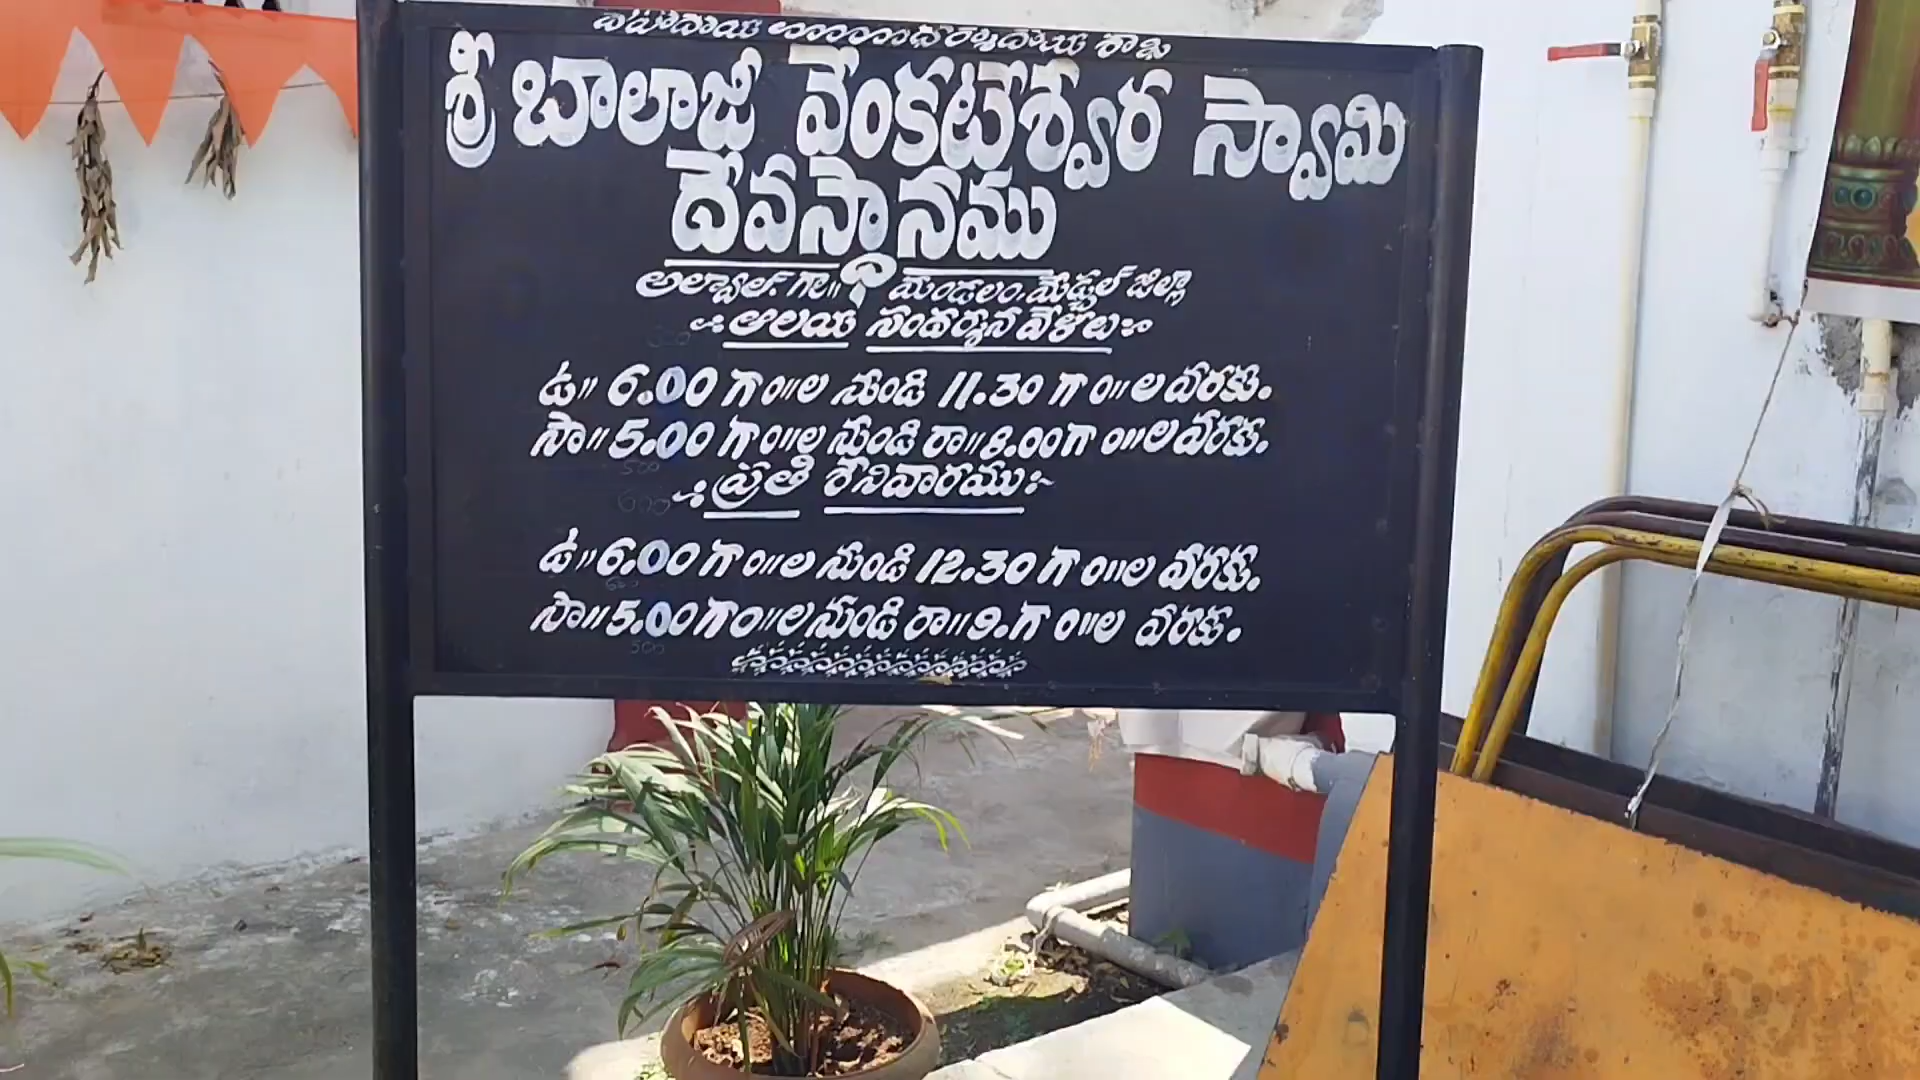 శ్రీ బాలాజీ వేంకటేశ్వర స్వామి
దేవస్థానము
అల్వాల్. గ్రా॥ మండలం, మేడ్చల్ జిల్లా
-: ఆలయ సందర్శన వేళలు :-
ఉ॥ 6.00 గం॥ల నుండి 11.30 గం॥ల వరకు.
సా॥ 5.00 గం॥ల నుండి రా॥ 8.00 గం॥ల వరకు.
-: ప్రతి శనివారము :-
ఉ॥ 6.00 గం॥ల నుండి 12.30 గం॥ల వరకు.
సా॥ 5.00 గం॥ల నుండి రా॥ 9. గం॥ల వరకు.